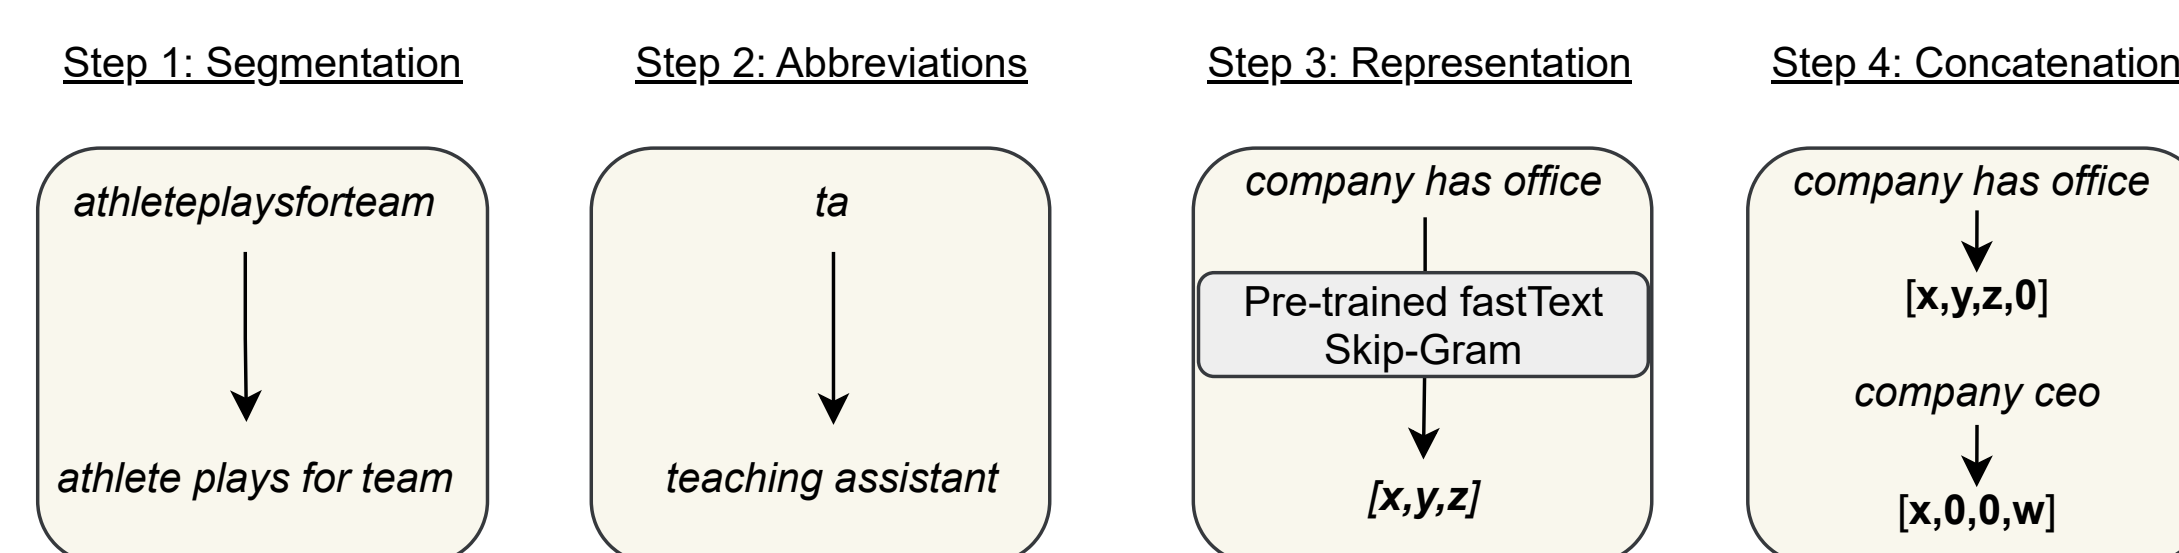 Step 1: Segmentation
athleteplaysforteam
athlete plays for team
Step 2: Abbreviations
ta
teaching assistant
Step 3: Representation
company has office
Pre-trained fastText
Skip-Gram
[x,y,z]
Step 4: Concatenation
company has office
[x,y,z,0]
company ceo
[x,0,0,w]